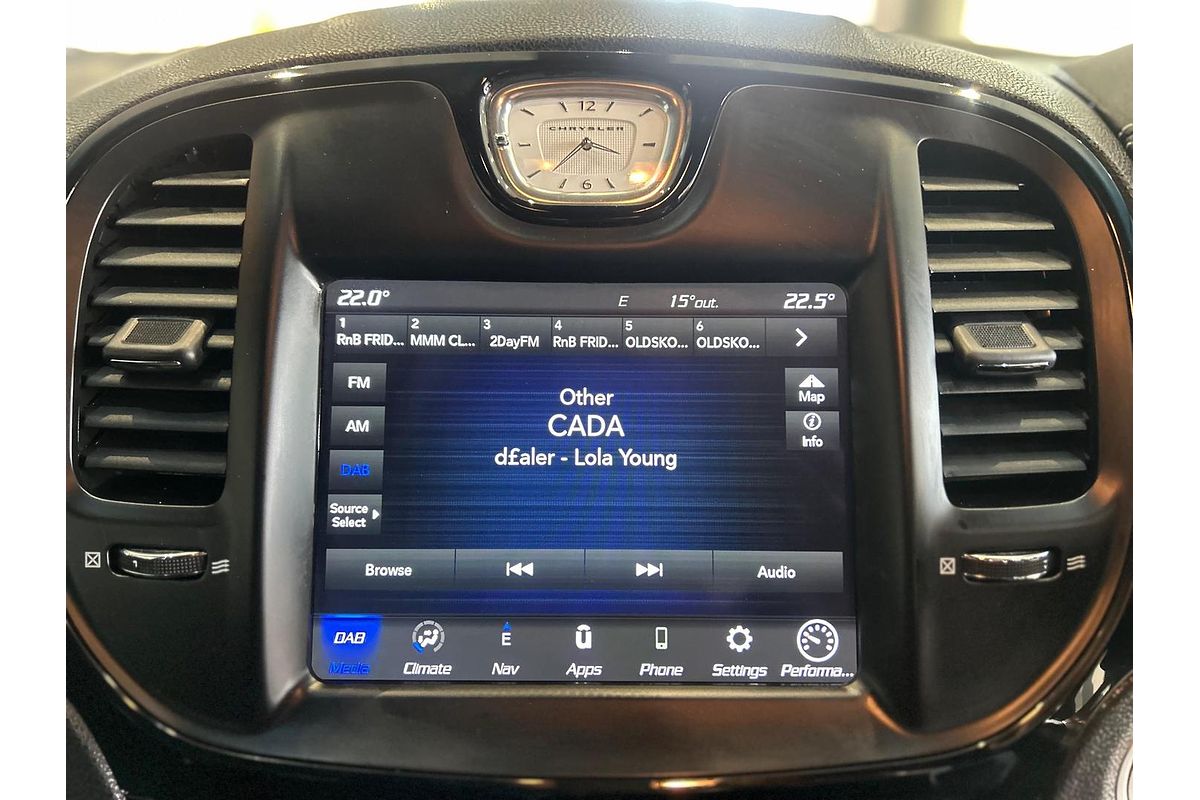 12
CHRYSLER
6
22.0°
E
15°out.
22.5°
1
RnB FRID...
2
MMM CL...
3
2DayFM
4
RnB FRID...
5
OLDSKO...
6
OLDSKO...
FM
AM
DAB
Source
Select
Other
CADA
d£aler - Lola Young
Map
Info
Browse
Audio
DAB
Media
Climate
E
Nav
Apps
Phone
Settings
Performa...